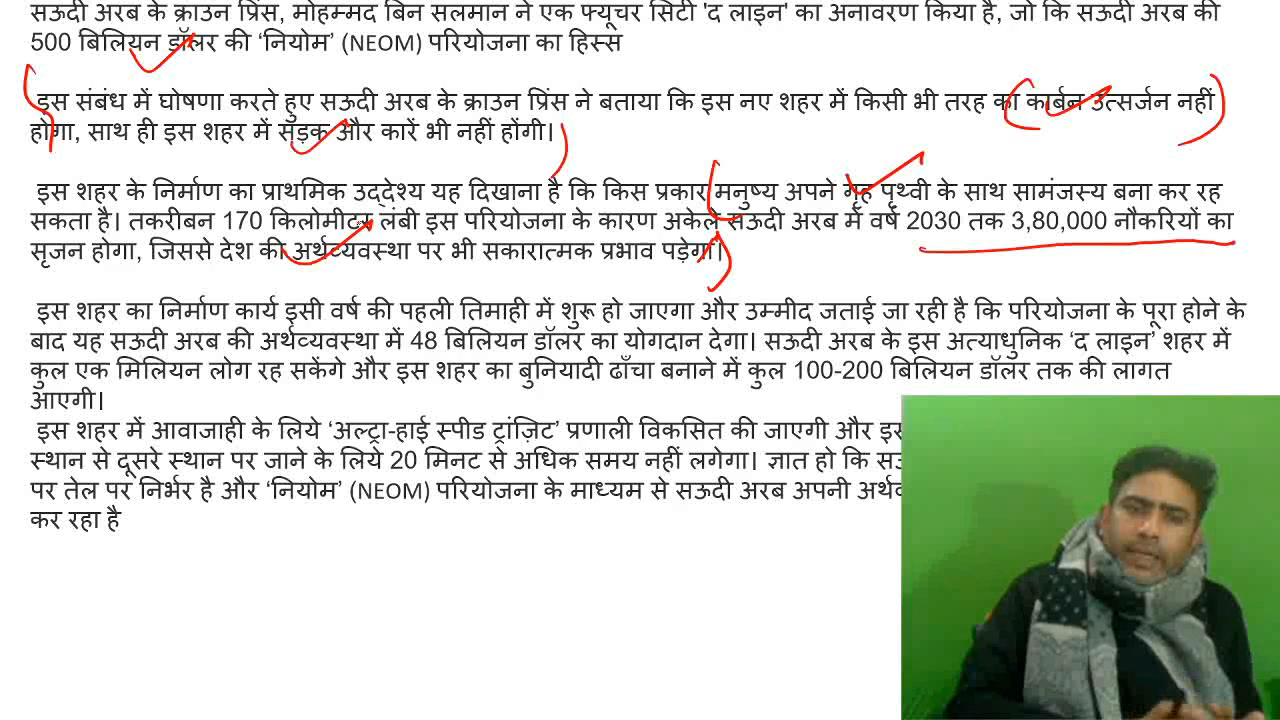 सऊदी अरब के क्राउन प्रिंस, मोहम्मद बिन सलमान ने एक फ्यूचर सिटी 'द लाइन' का अनावरण किया है, जो कि सऊदी अरब की
500 बिलियन डॉलर की ‘नियोम’ (NEOM) परियोजना का हिस्स
इस संबंध में घोषणा करते हुए सऊदी अरब के क्राउन प्रिंस ने बताया कि इस नए शहर में किसी भी तरह का कार्बन उत्सर्जन नहीं
होगा, साथ ही इस शहर में सड़क और कारें भी नहीं होंगी।
इस शहर के निर्माण का प्राथमिक उद्देश्य यह दिखाना है कि किस प्रकार मनुष्य अपने गृह पृथ्वी के साथ सामंजस्य बना कर रह
सकता है। तकरीबन 170 किलोमीटर लंबी इस परियोजना के कारण अकेले सऊदी अरब में वर्ष 2030 तक 3,80,000 नौकरियों का
सृजन होगा, जिससे देश की अर्थव्यवस्था पर भी सकारात्मक प्रभाव पड़ेगा।
इस शहर का निर्माण कार्य इसी वर्ष की पहली तिमाही में शुरू हो जाएगा और उम्मीद जताई जा रही है कि परियोजना के पूरा होने के
बाद यह सऊदी अरब की अर्थव्यवस्था में 48 बिलियन डॉलर का योगदान देगा। सऊदी अरब के इस अत्याधुनिक ‘द लाइन’ शहर में
कुल एक मिलियन लोग रह सकेंगे और इस शहर का बुनियादी ढाँचा बनाने में कुल 100-200 बिलियन डॉलर तक की लागत
आएगी।
इस शहर में आवाजाही के लिये ‘अल्ट्रा-हाई स्पीड ट्रांज़िट’ प्रणाली विकसित की जाएगी और
स्थान से दूसरे स्थान पर जाने के लिये 20 मिनट से अधिक समय नहीं लगेगा। ज्ञात हो कि
पर तेल पर निर्भर है और ‘नियोम’ (NEOM) परियोजना के माध्यम से सऊदी अरब अपनी
कर रहा है